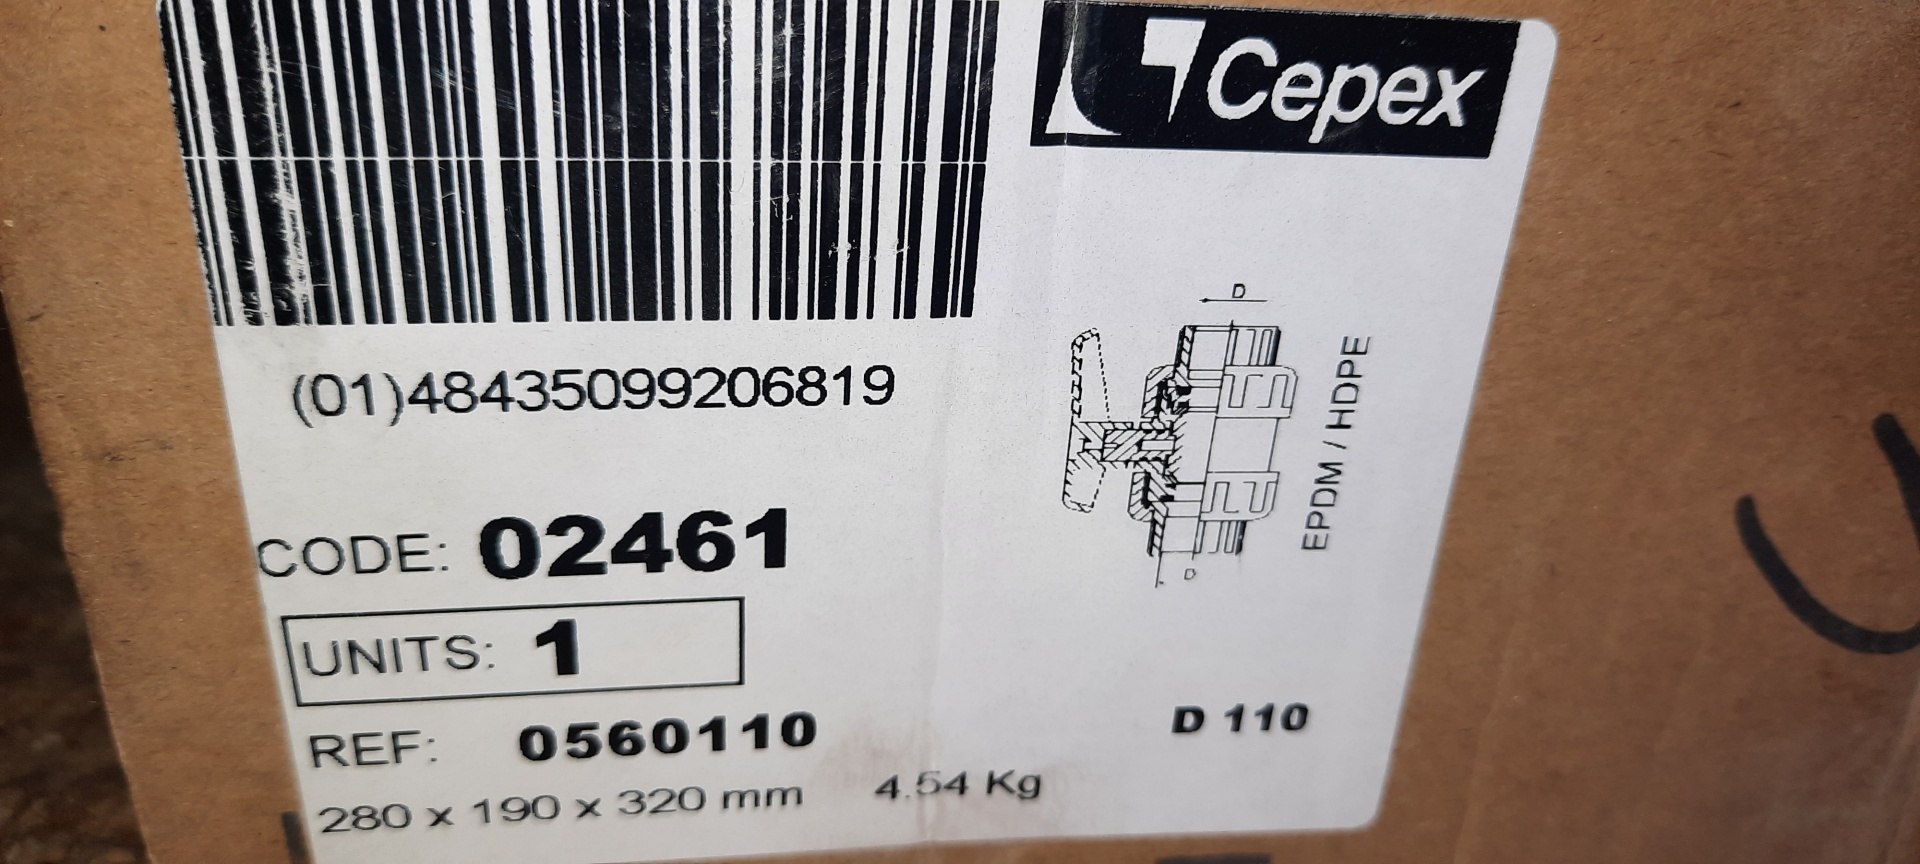 Cepex
(01)48435099206819
CODE: 02461
UNITS: 1
REF: 0560110
280 x 190 x 320 mm 4.54 Kg
D
D
EPDM / HDPE
D 110